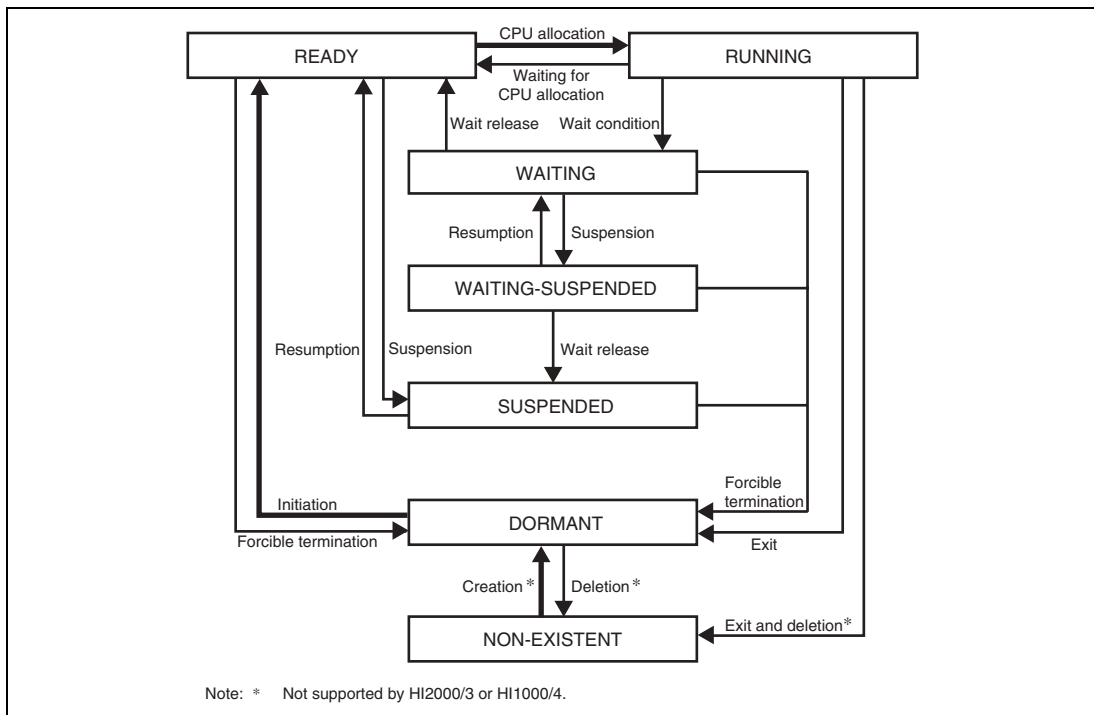 CPU allocation
READY
RUNNING
Waiting for
CPU allocation
Wait release
Wait condition
WAITING
Resumption
Suspension
WAITING-SUSPENDED
Resumption
Suspension
Wait release
SUSPENDED
Forcible
termination
Initiation
DORMANT
Forcible termination
Exit
Creation*
Deletion*
NON-EXISTENT
Exit and deletion*
Note: * Not supported by HI2000/3 or HI1000/4.